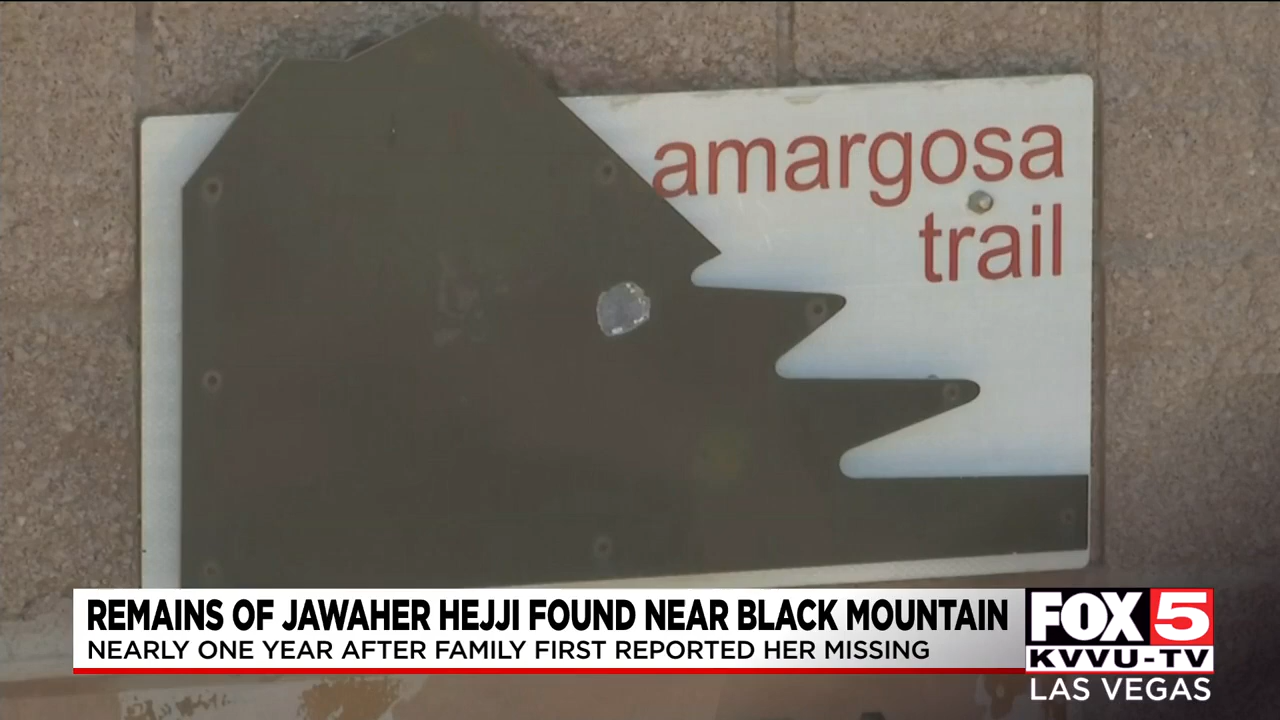 amargosa
trail
REMAINS OF JAWAHER HEJJI FOUND NEAR BLACK MOUNTAIN
NEARLY ONE YEAR AFTER FAMILY FIRST REPORTED HER MISSING
FOX 5
KVVU-TV
LAS VEGAS